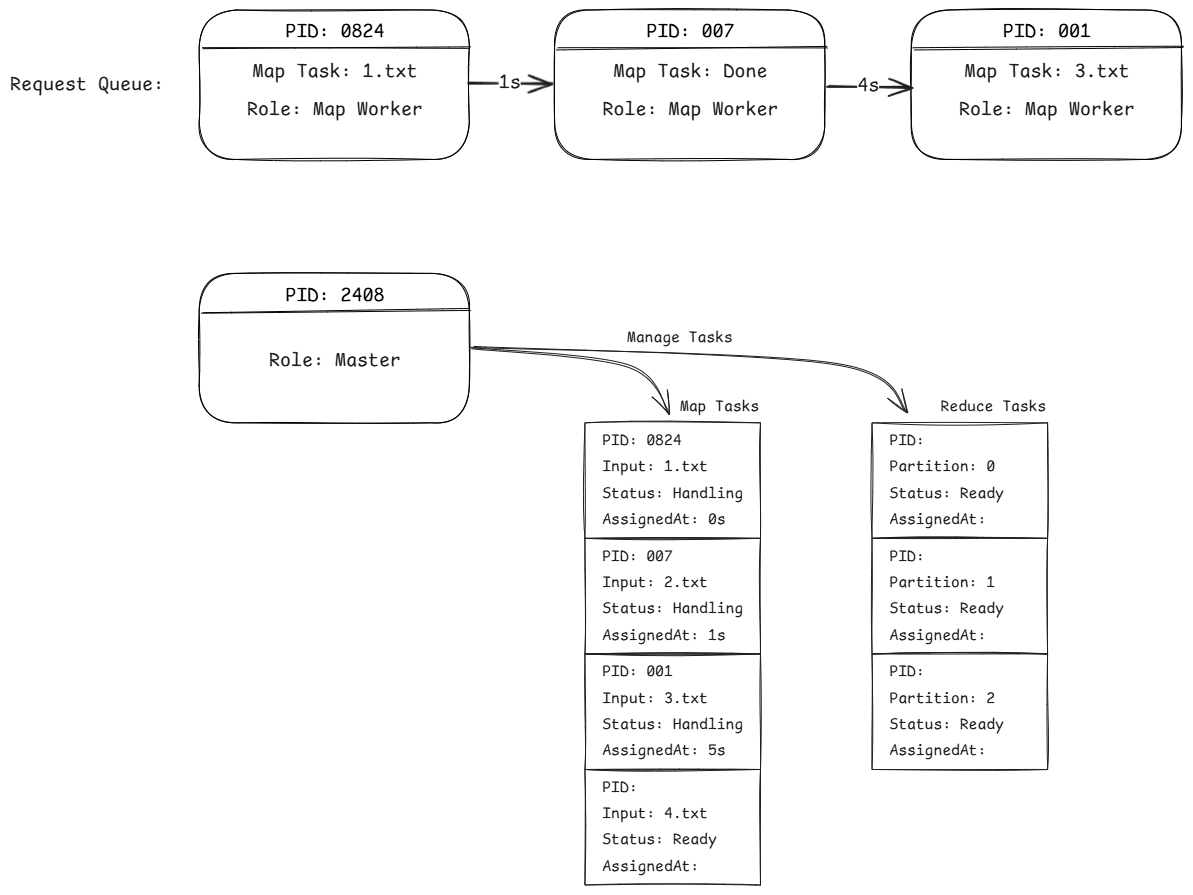 Request Queue:
PID: 0824
Map Task: 1.txt
Role: Map Worker
1s
PID: 007
Map Task: Done
Role: Map Worker
4s
PID: 001
Map Task: 3.txt
Role: Map Worker
PID: 2408
Role: Master
Manage Tasks
Map Tasks
PID: 0824
Input: 1.txt
Status: Handling
AssignedAt: 0s
PID: 007
Input: 2.txt
Status: Handling
AssignedAt: 1s
PID: 001
Input: 3.txt
Status: Handling
AssignedAt: 5s
PID:
Input: 4.txt
Status: Ready
AssignedAt:
Reduce Tasks
PID:
Partition: 0
Status: Ready
AssignedAt:
PID:
Partition: 1
Status: Ready
AssignedAt:
PID:
Partition: 2
Status: Ready
AssignedAt: